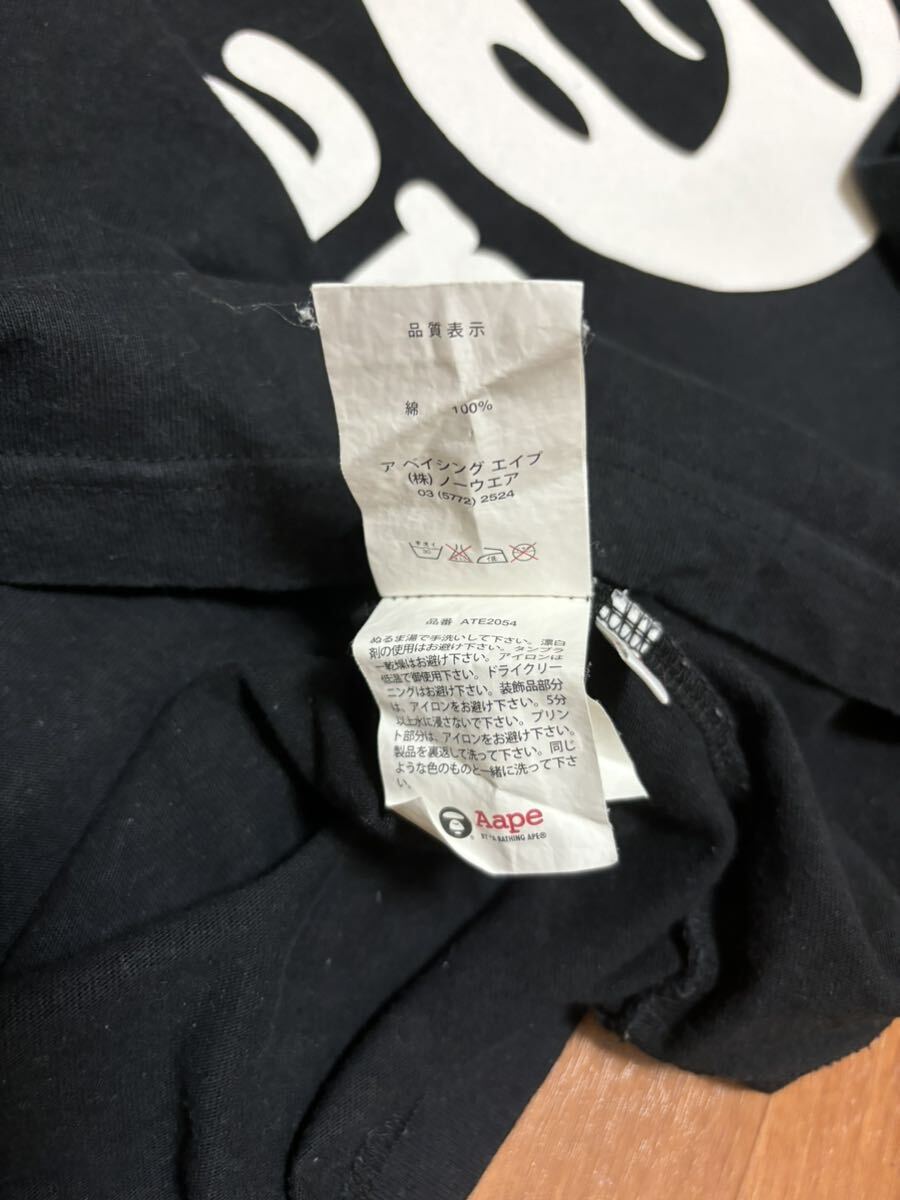 品質表示
綿 100%
ア ベイシング エイプ
(株) ノーウエア
03 (5772) 2524
手洗イ
30
低
品番 ATE2054
ぬるま湯で手洗いして下さい。漂白
剤の使用はお避け下さい。タンブラ
ー乾燥はお避け下さい。アイロンは
低温で御使用下さい。ドライクリー
ニングはお避け下さい。装飾品部分
は、アイロンをお避け下さい。5分
以上水に浸さないで下さい。プリン
ト部分は、アイロンをお避け下さい。
製品を裏返して洗って下さい。同じ
ような色のものと一緒に洗って下さ
い。
Aape
BY *A BATHING APE®